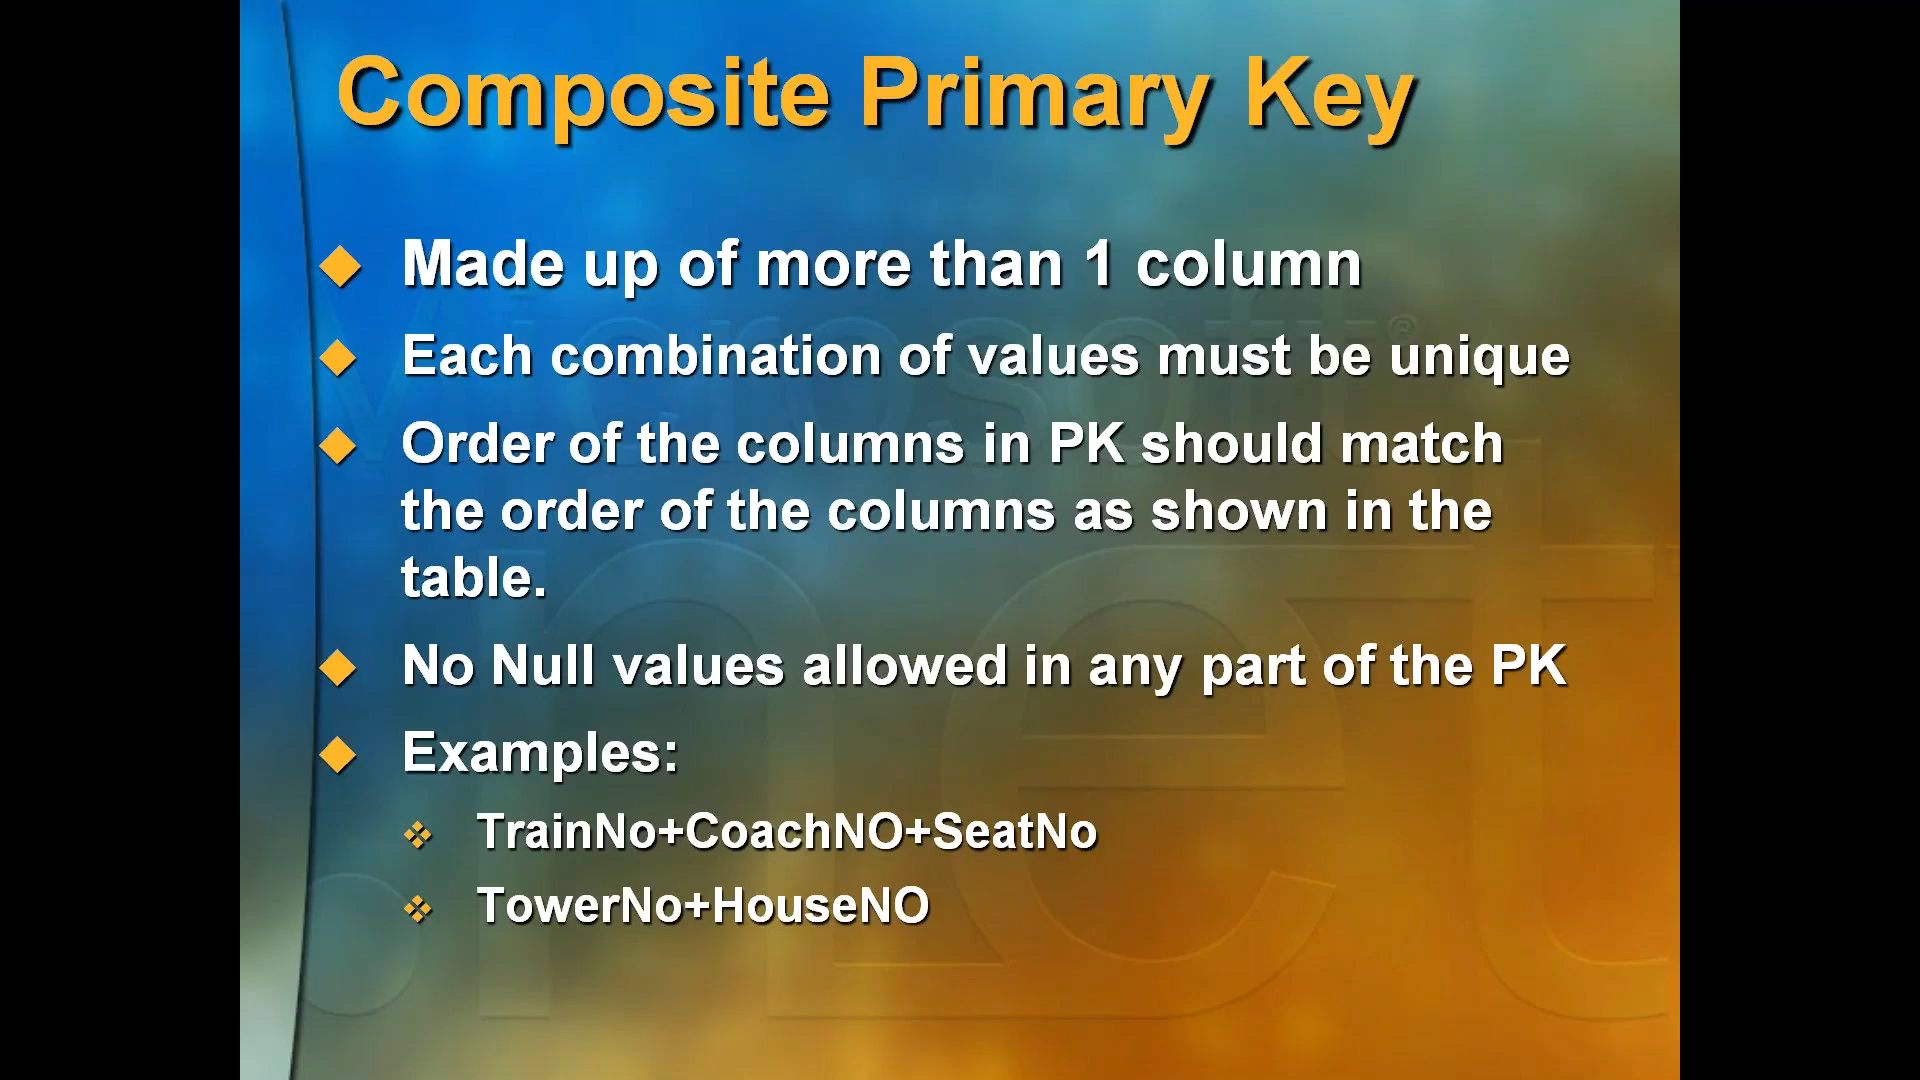 Composite Primary Key
Made up of more than 1 column
Each combination of values must be unique
Order of the columns in PK should match
the order of the columns as shown in the
table.
No Null values allowed in any part of the PK
Examples:
TrainNo+CoachNO+SeatNo
TowerNo+HouseNO
Microsoft®
.net